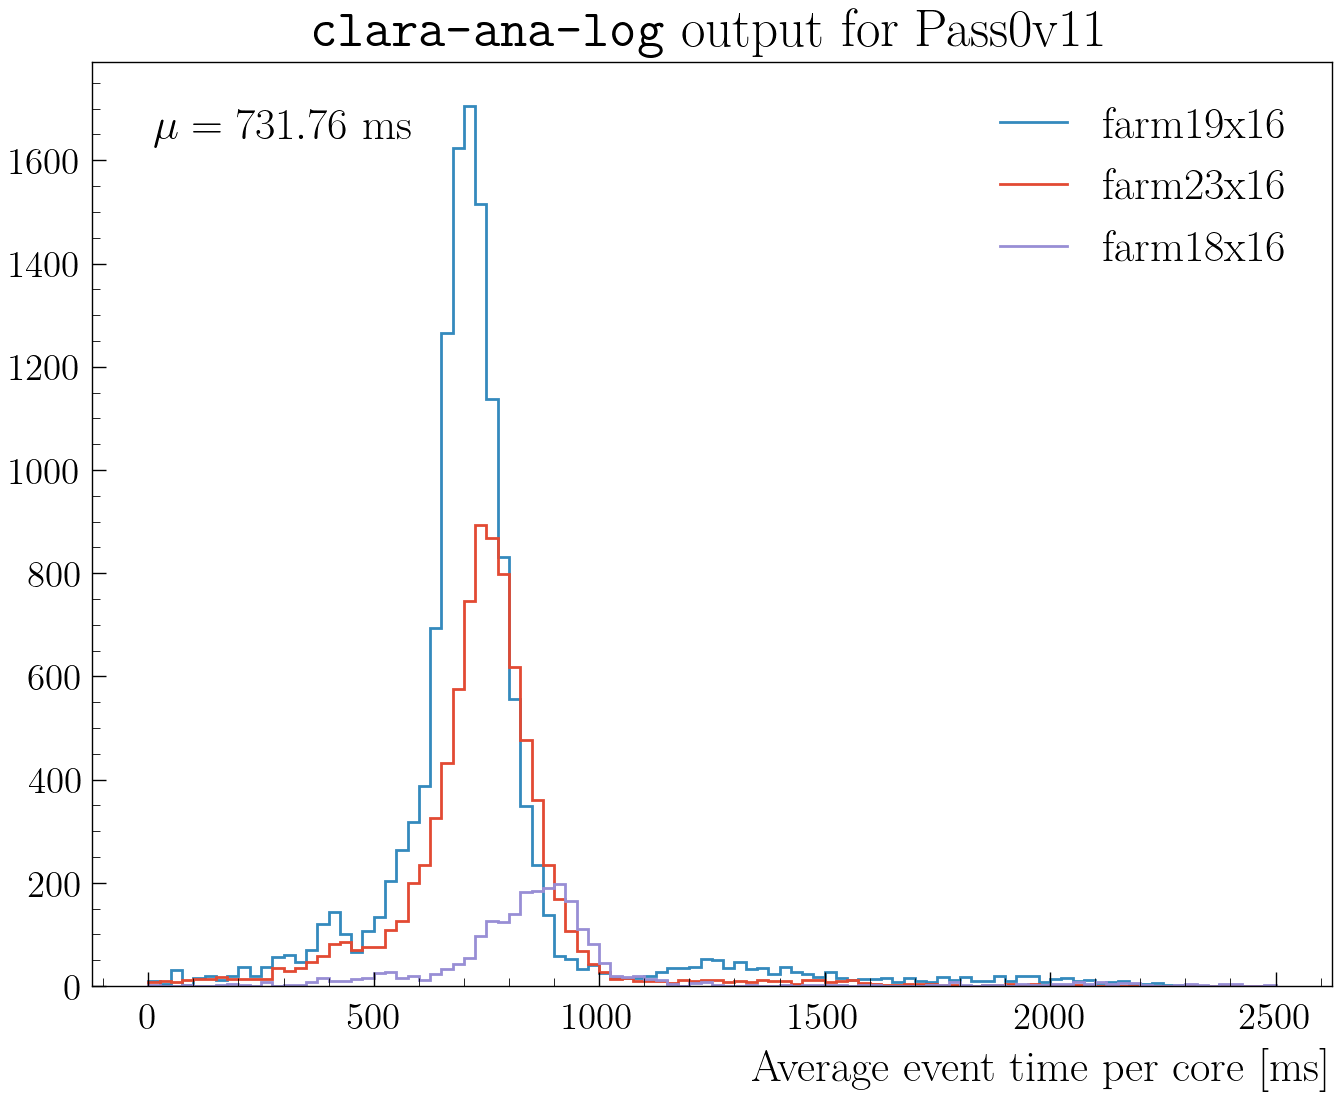 clara-ana-log output for Pass0v11
μ = 731.76 ms
farm19x16
farm23x16
farm18x16
1600
1400
1200
1000
800
600
400
200
0
0 500 1000 1500 2000 2500
Average event time per core [ms]